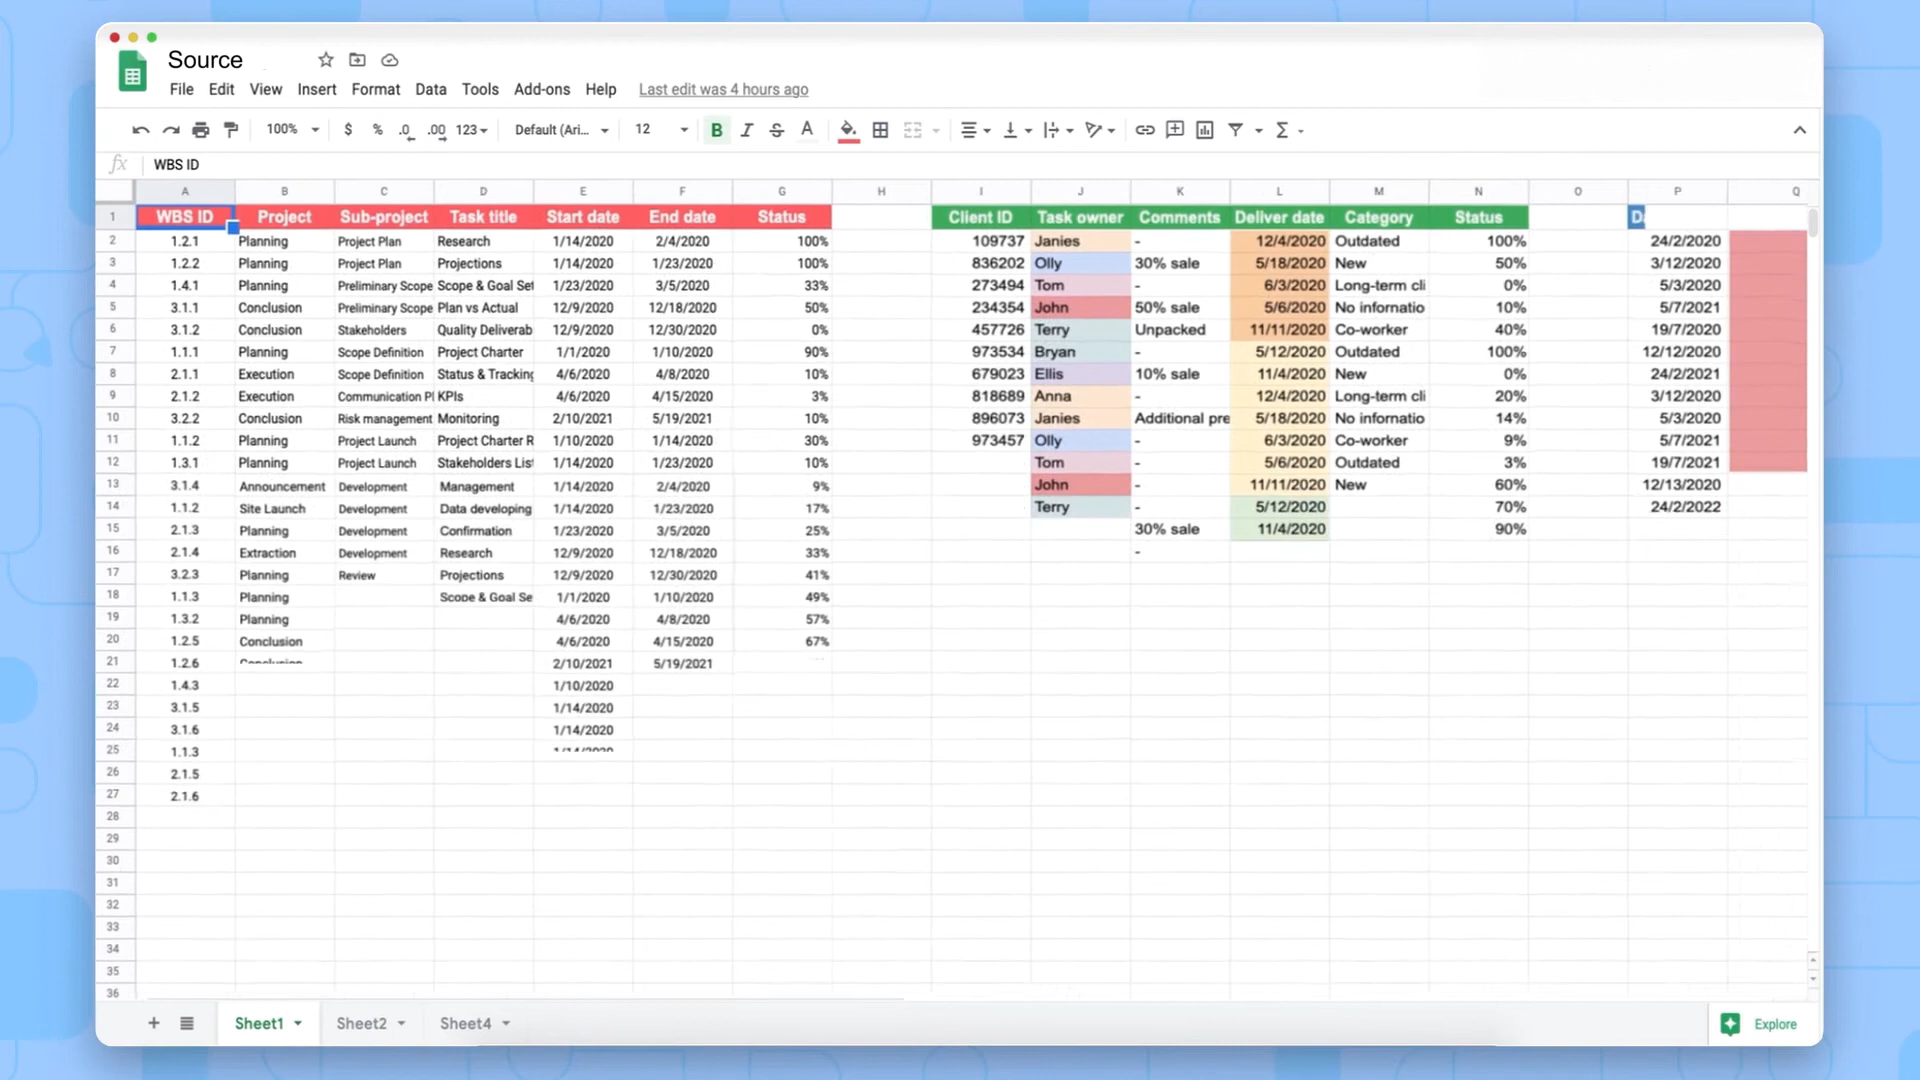 Source
File Edit View Insert Format Data Tools Add-ons Help Last edit was 4 hours ago
100% $ % .0 .00 123 Default (Ari... 12 B I S A
fx WBS ID
A B C D E F G H I J K L M N O P Q
1 WBS ID Project Sub-project Task title Start date End date Status Client ID Task owner Comments Deliver date Category Status
2 1.2.1 Planning Project Plan Research 1/14/2020 2/4/2020 100% 109737 Janies - 12/4/2020 Outdated 100% 24/2/2020
3 1.2.2 Planning Project Plan Projections 1/14/2020 1/23/2020 100% 836202 Olly 30% sale 5/18/2020 New 50% 3/12/2020
4 1.4.1 Planning Preliminary Scope Scope & Goal Set 1/23/2020 3/5/2020 33% 273494 Tom - 6/3/2020 Long-term cli 0% 5/3/2020
5 3.1.1 Conclusion Preliminary Scope Plan vs Actual 12/9/2020 12/18/2020 50% 234354 John 50% sale 5/6/2020 No informatio 10% 5/7/2021
6 3.1.2 Conclusion Stakeholders Quality Deliverab 12/9/2020 12/30/2020 0% 457726 Terry Unpacked 11/11/2020 Co-worker 40% 19/7/2020
7 1.1.1 Planning Scope Definition Project Charter 1/1/2020 1/10/2020 90% 973534 Bryan - 5/12/2020 Outdated 100% 12/12/2020
8 2.1.1 Execution Scope Definition Status & Tracking 4/6/2020 4/8/2020 10% 679023 Ellis 10% sale 11/4/2020 New 0% 24/2/2021
9 2.1.2 Execution Communication Pl KPIs 4/6/2020 4/15/2020 3% 818689 Anna - 12/4/2020 Long-term cli 20% 3/12/2020
10 3.2.2 Conclusion Risk management Monitoring 2/10/2021 5/19/2021 10% 896073 Janies Additional pre 5/18/2020 No informatio 14% 5/3/2020
11 1.1.2 Planning Project Launch Project Charter R 1/10/2020 1/14/2020 30% 973457 Olly - 6/3/2020 Co-worker 9% 5/7/2021
12 1.3.1 Planning Project Launch Stakeholders List 1/14/2020 1/23/2020 10% Tom - 5/6/2020 Outdated 3% 19/7/2021
13 3.1.4 Announcement Development Management 1/14/2020 2/4/2020 9% John - 11/11/2020 New 60% 12/13/2020
14 1.1.2 Site Launch Development Data developing 1/14/2020 1/23/2020 17% Terry - 5/12/2020 70% 24/2/2022
15 2.1.3 Planning Development Confirmation 1/23/2020 3/5/2020 25% 30% sale 11/4/2020 90%
16 2.1.4 Extraction Development Research 12/9/2020 12/18/2020 33% -
17 3.2.3 Planning Review Projections 12/9/2020 12/30/2020 41%
18 1.1.3 Planning Scope & Goal Se 1/1/2020 1/10/2020 49%
19 1.3.2 Planning 4/6/2020 4/8/2020 57%
20 1.2.5 Conclusion 4/6/2020 4/15/2020 67%
21 1.2.6 Conclusion 2/10/2021 5/19/2021
22 1.4.3 1/10/2020
23 3.1.5 1/14/2020
24 3.1.6 1/14/2020
25 1.1.3 1/14/2020
26 2.1.5
27 2.1.6
28
29
30
31
32
33
34
35
36
+ Sheet1 Sheet2 Sheet4 Explore